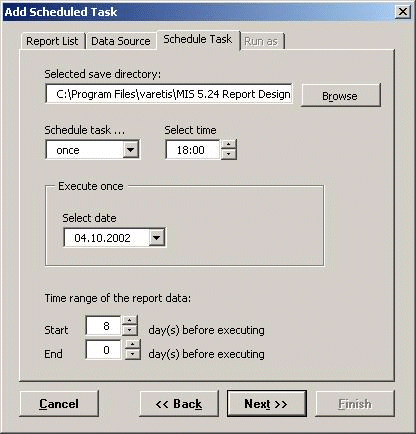 Add Scheduled Task
Report List Data Source Schedule Task Run as
Selected save directory:
C:\Program Files\varetis\MIS 5.24 Report Design
Browse
Schedule task ... Select time
once 18:00
Execute once
Select date
04.10.2002
Time range of the report data:
Start 8 day(s) before executing
End 0 day(s) before executing
Cancel << Back Next >> Finish